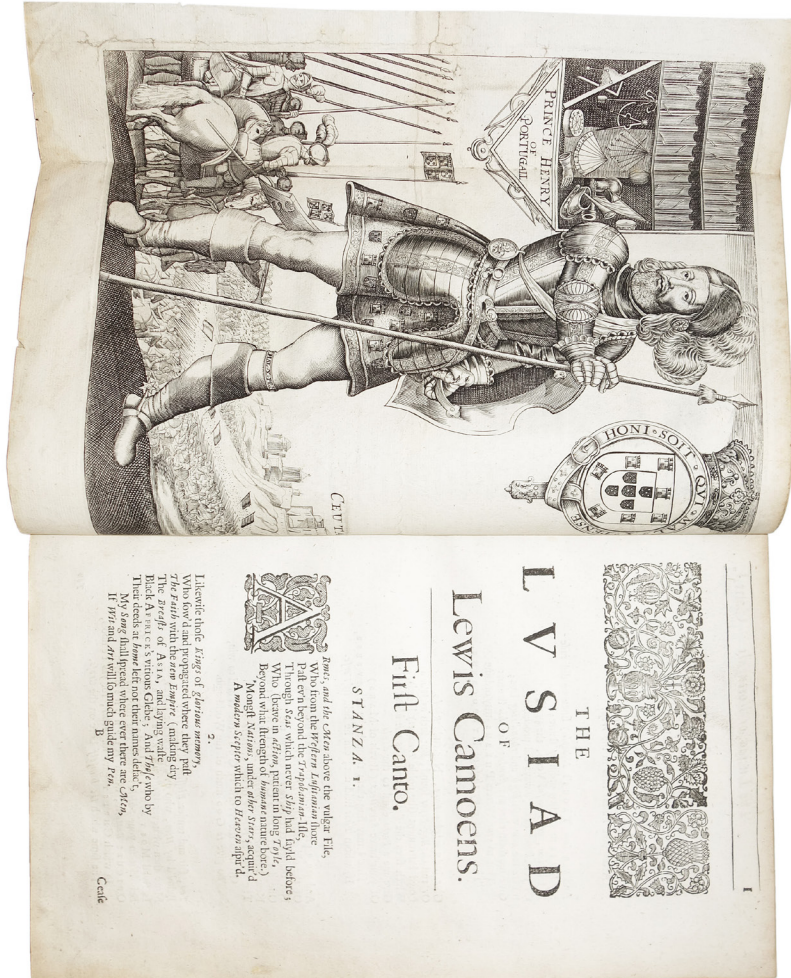 PRINCE HENRY
OF
PORTUGALL
HONI·SOIT·QVI·MAL·
PENSE
CEUT
1
THE
LVSIAD
OF
Lewis Camoens.
First Canto.
STANZA. 1.
ARmes, and the Men above the vulgar File,
Who from the Western Lusitanian shore
Past ev'n beyond the Trapobanian-Isle,
Through Seas which never Ship had sayld before;
Who (brave in action, patient in long Toyle,
Beyond what strength of humane nature bore.)
'Mongst Nations, under other Stars, acquir'd
A modern Scepter which to Heaven aspir'd.
2.
Likewise those Kings of glorious memory,
Who sow'd and propagated where they past
The Faith with the new Empire (making dry
The Breasts of ASIA, and laying waste
Black AFFRICK's vitious Glebe; And Those who by
Their deeds at home left not their names defac't,
My Song shall spread where ever there are Men,
If Wit and Art will so much guide my Pen.
B
Cease